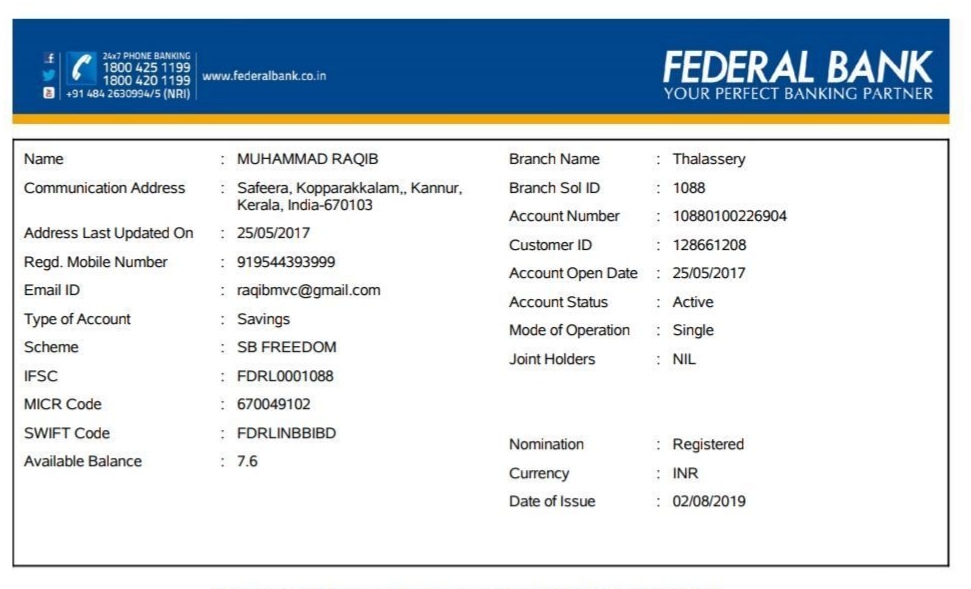 24x7 PHONE BANKING
1800 425 1199
1800 420 1199
+91 484 2630994/5 (NRI)
www.federalbank.co.in
FEDERAL BANK
YOUR PERFECT BANKING PARTNER
Name : MUHAMMAD RAQIB
Communication Address : Safeera, Kopparakkalam,, Kannur,
Kerala, India-670103
Address Last Updated On : 25/05/2017
Regd. Mobile Number : 919544393999
Email ID : raqibmvc@gmail.com
Type of Account : Savings
Scheme : SB FREEDOM
IFSC : FDRL0001088
MICR Code : 670049102
SWIFT Code : FDRLINBBIBD
Available Balance : 7.6
Branch Name : Thalassery
Branch Sol ID : 1088
Account Number : 10880100226904
Customer ID : 128661208
Account Open Date : 25/05/2017
Account Status : Active
Mode of Operation : Single
Joint Holders : NIL
Nomination : Registered
Currency : INR
Date of Issue : 02/08/2019